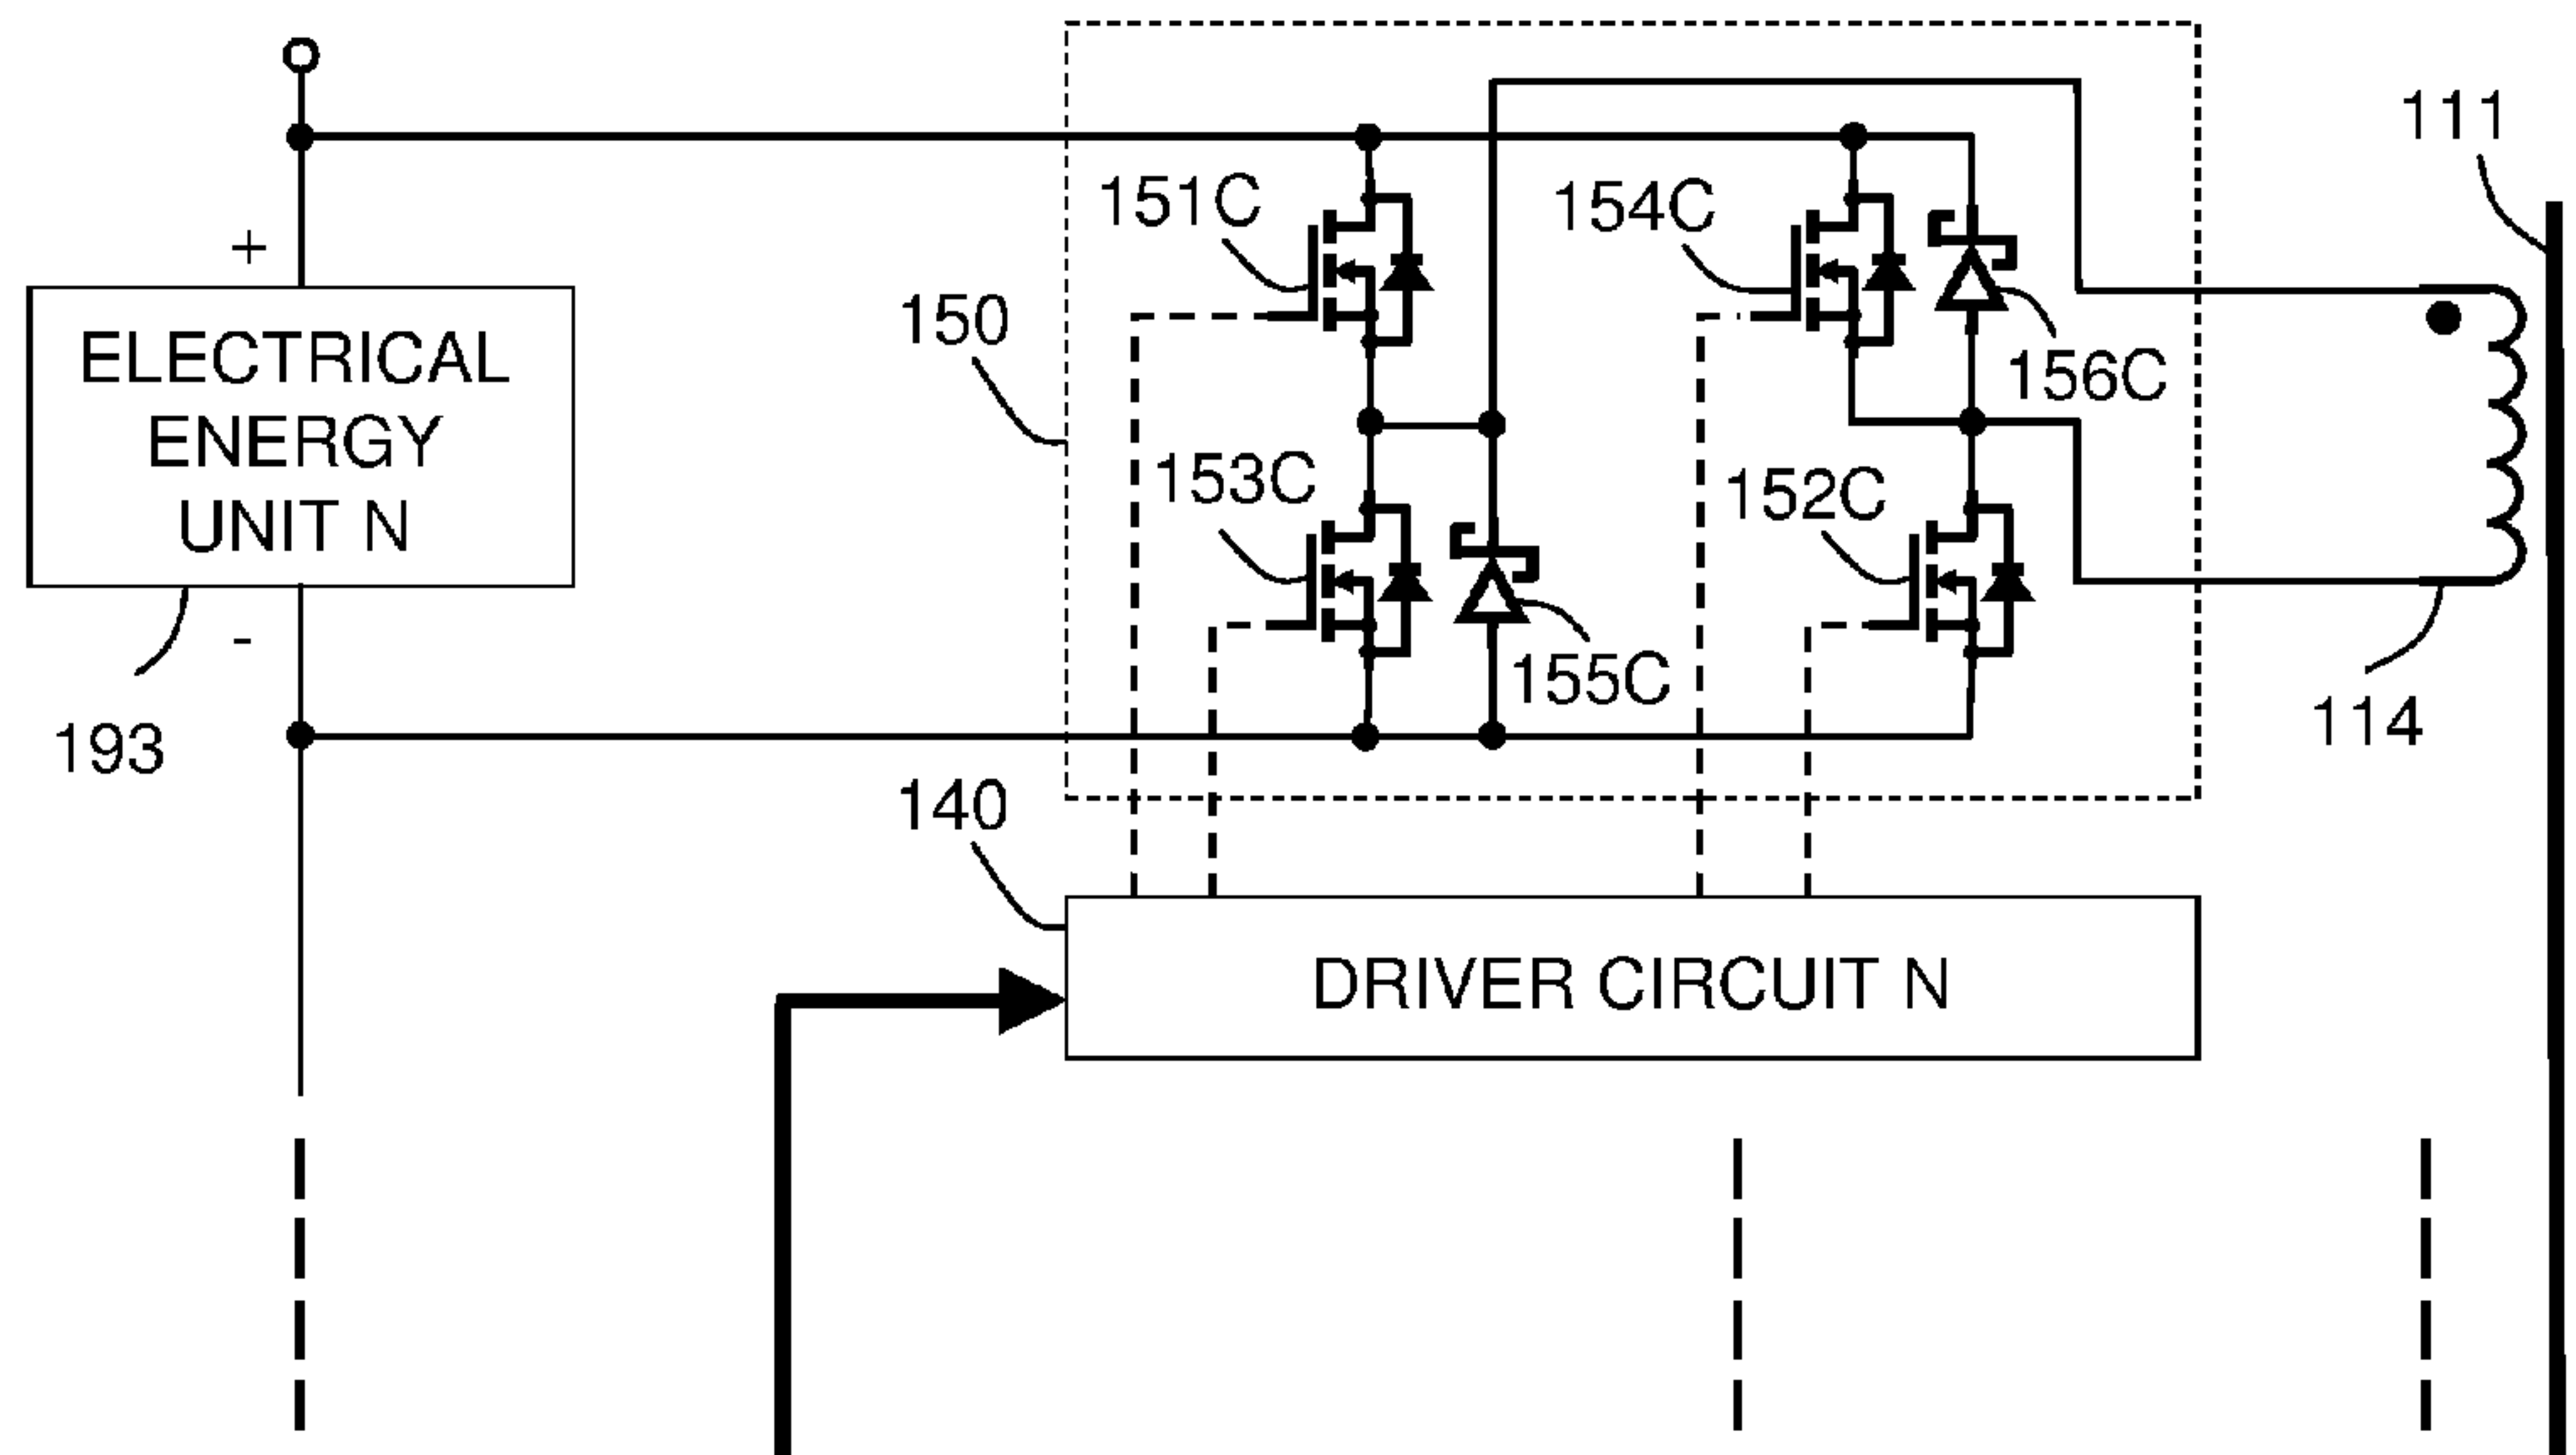 111
151C
154C
+
150
ELECTRICAL
ENERGY
UNIT N
156C
153C
152C
-
155C
193
114
140
DRIVER CIRCUIT N